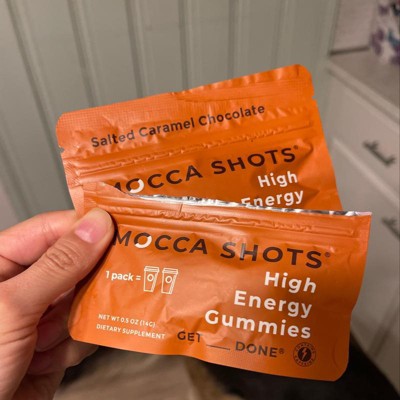 Salted Caramel Chocolate
MOCCA SHOTS®
High
Energy
MOCCA SHOTS®
1 pack =
High
Energy
Gummies
NET WT 0.5 OZ (14G)
DIETARY SUPPLEMENT
GET ___ DONE®